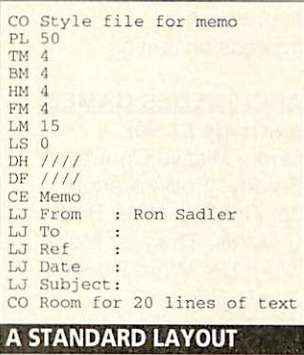 CO Style file for memo
PL 50
TM 4
BM 4
HM 4
FM 4
LM 15
LS 0
DH ////
DF ////
CE Memo
LJ From    : Ron Sadler
LJ To      :
LJ Ref     :
LJ Date    :
LJ Subject:
CO Room for 20 lines of text
A STANDARD LAYOUT